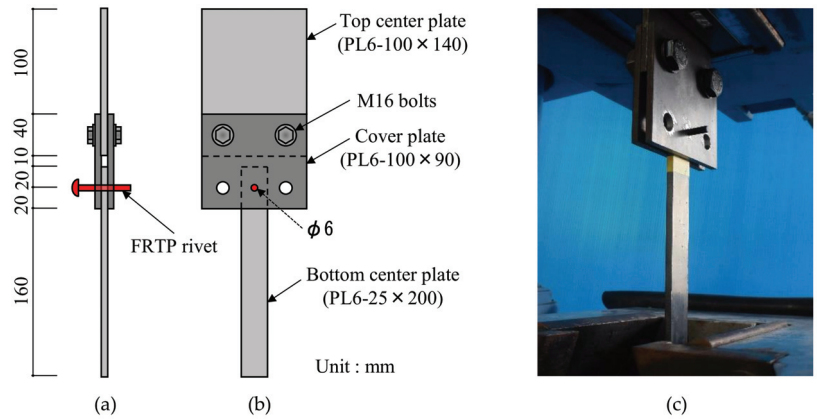 100
40
10
20
20
160
FRTP rivet
Top center plate
(PL6-100×140)
M16 bolts
Cover plate
(PL6-100×90)
ϕ6
Bottom center plate
(PL6-25×200)
Unit : mm
(a)
(b)
(c)